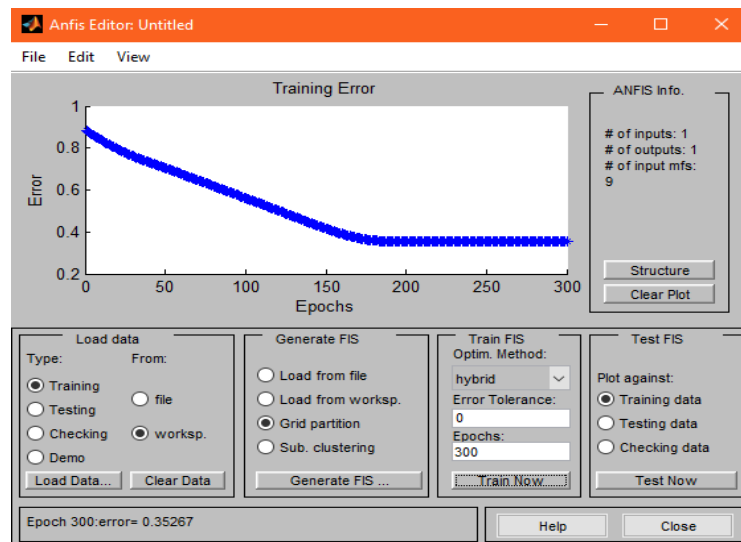 Anfis Editor: Untitled
File Edit View
Training Error
1
0.8
0.6
0.4
0.2
Error
0 50 100 150 200 250 300
Epochs
ANFIS Info.
# of inputs: 1
# of outputs: 1
# of input mfs:
9
Structure
Clear Plot
Load data
Type: From:
Training
Testing
Checking
Demo
file
worksp.
Load Data... Clear Data
Generate FIS
Load from file
Load from worksp.
Grid partition
Sub. clustering
Generate FIS ...
Train FIS
Optim. Method:
hybrid
Error Tolerance:
0
Epochs:
300
Train Now
Test FIS
Plot against:
Training data
Testing data
Checking data
Test Now
Epoch 300:error= 0.35267
Help Close